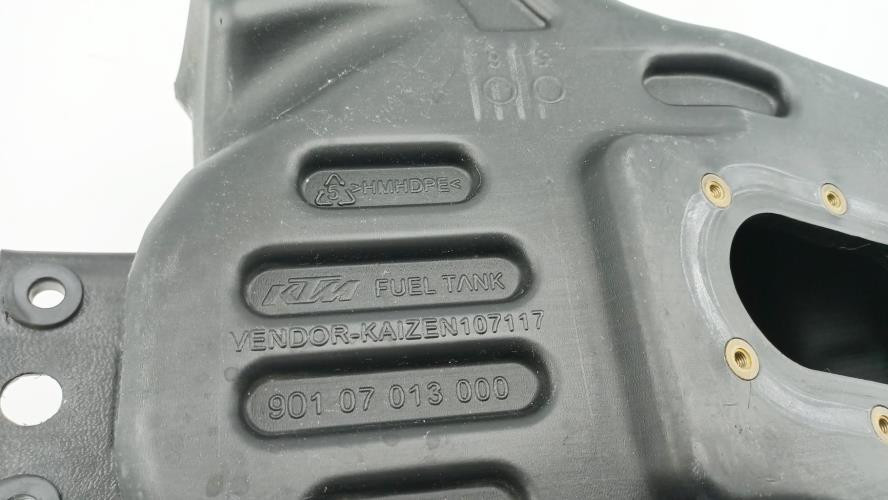 5 >HMHDPE<
KTM FUEL TANK
VENDOR-KAIZEN107117
901 07 013 000